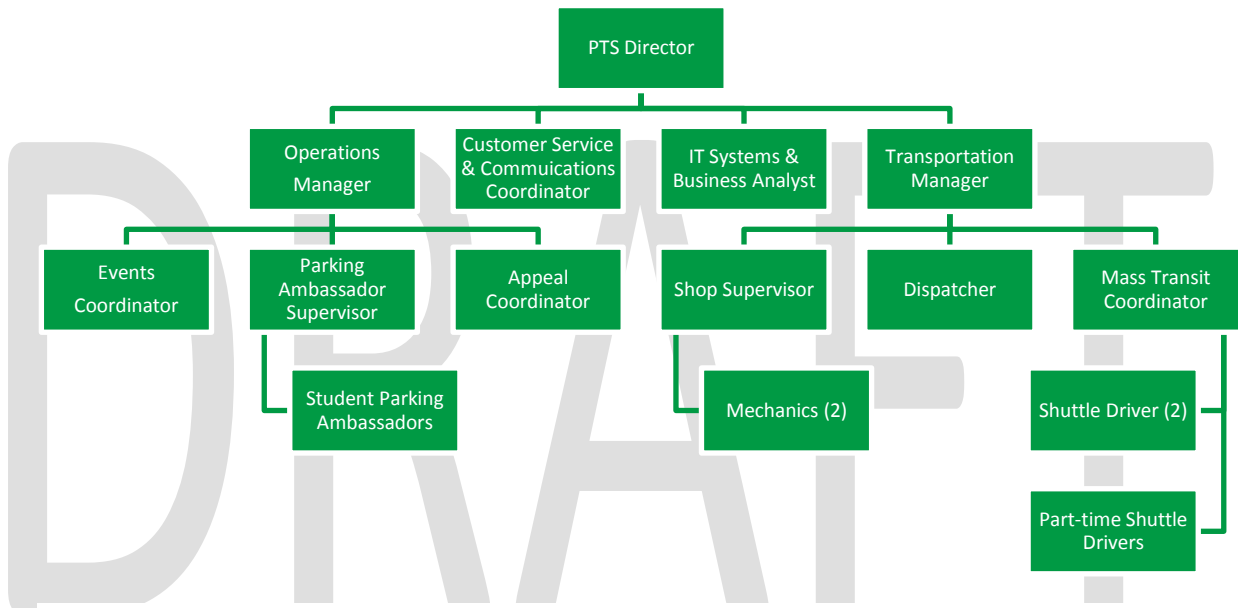 PTS Director
Operations
Manager
Customer Service
& Commuications
Coordinator
IT Systems &
Business Analyst
Transportation
Manager
Events
Coordinator
Parking
Ambassador
Supervisor
Appeal
Coordinator
Shop Supervisor
Dispatcher
Mass Transit
Coordinator
Student Parking
Ambassadors
Mechanics (2)
Shuttle Driver (2)
Part-time Shuttle
Drivers
DRAFT